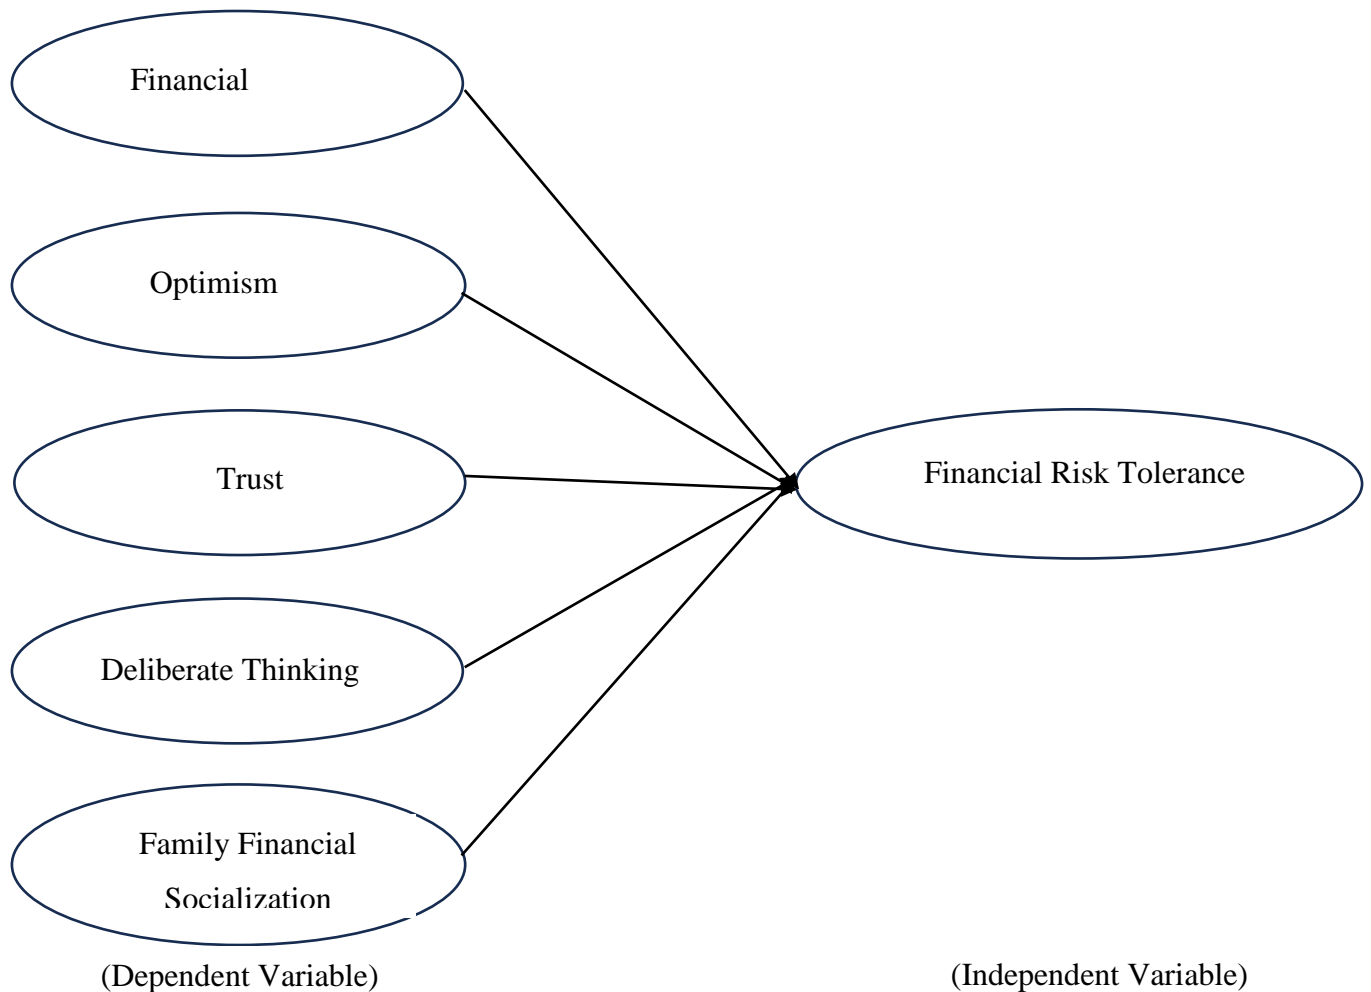 Financial
Optimism
Trust
Financial Risk Tolerance
Deliberate Thinking
Family Financial
Socialization
(Dependent Variable)
(Independent Variable)